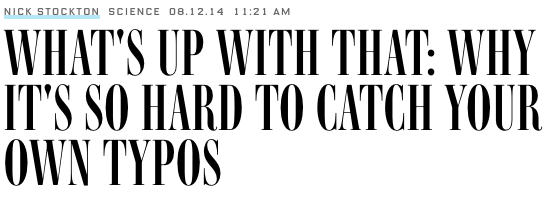 NICK STOCKTON SCIENCE 08.12.14 11:21 AM
WHAT'S UP WITH THAT: WHY
IT'S SO HARD TO CATCH YOUR
OWN TYPOS